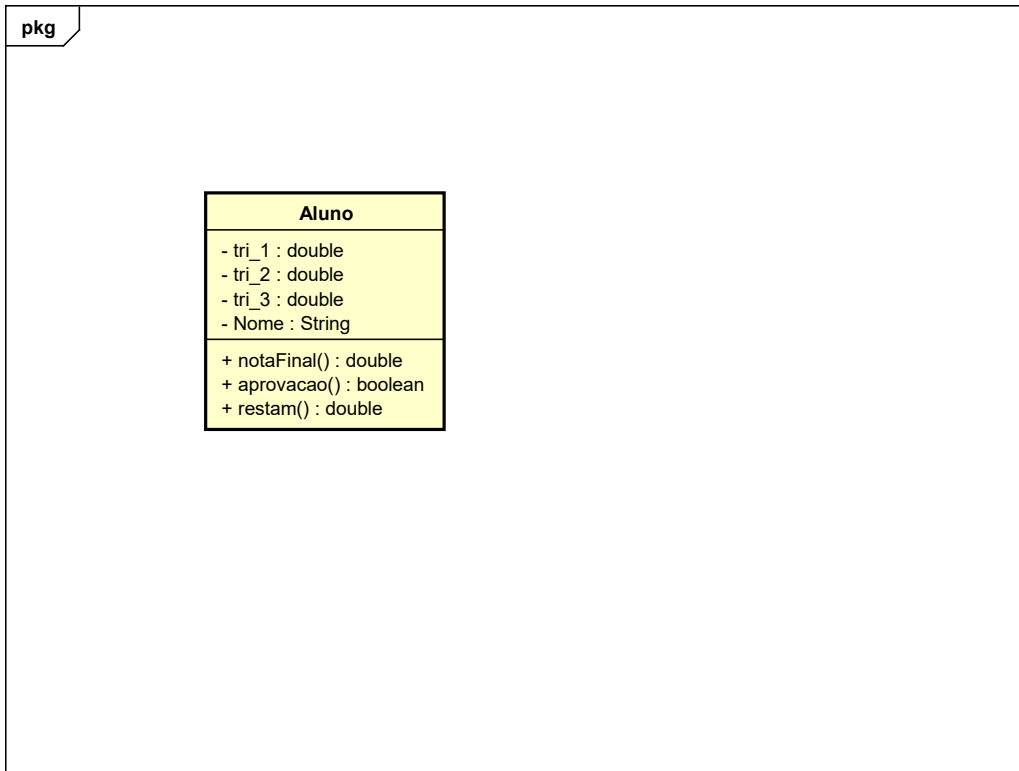 pkg
Aluno
- tri_1 : double
- tri_2 : double
- tri_3 : double
- Nome : String
+ notaFinal() : double
+ aprovacao() : boolean
+ restam() : double